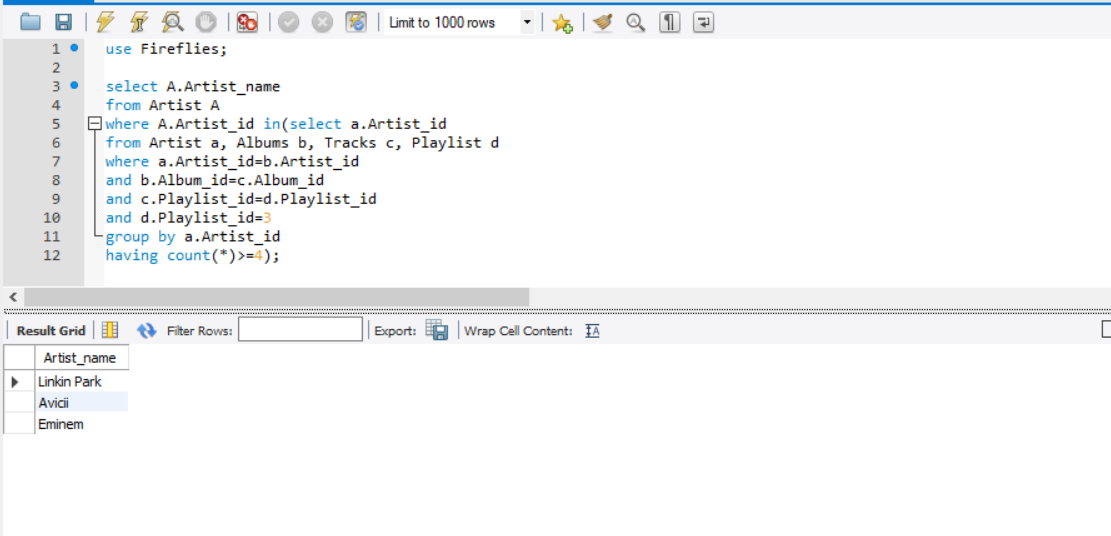 Limit to 1000 rows
1 use Fireflies;
2
3 select A.Artist_name
4 from Artist A
5 where A.Artist_id in(select a.Artist_id
6 from Artist a, Albums b, Tracks c, Playlist d
7 where a.Artist_id=b.Artist_id
8 and b.Album_id=c.Album_id
9 and c.Playlist_id=d.Playlist_id
10 and d.Playlist_id=3
11 group by a.Artist_id
12 having count(*)>=4);
Result Grid Filter Rows: Export: Wrap Cell Content:
Artist_name
Linkin Park
Avicii
Eminem